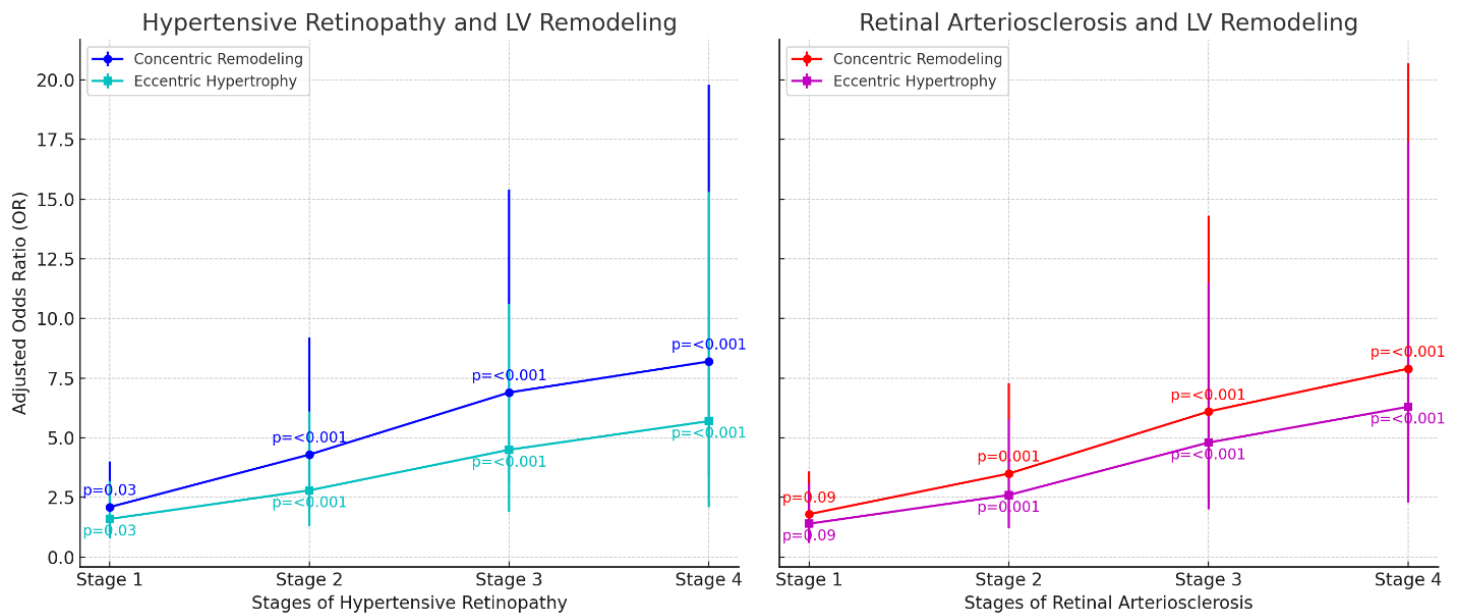 Hypertensive Retinopathy and LV Remodeling
Concentric Remodeling
Eccentric Hypertrophy
Adjusted Odds Ratio (OR)
20.0
17.5
15.0
12.5
10.0
7.5
5.0
2.5
0.0
p=0.03
p=<0.001
p=<0.001
p=<0.001
p=0.03
p=<0.001
p=<0.001
p=<0.001
Stage 1
Stage 2
Stage 3
Stage 4
Stages of Hypertensive Retinopathy
Retinal Arteriosclerosis and LV Remodeling
Concentric Remodeling
Eccentric Hypertrophy
p=0.09
p=0.001
p=<0.001
p=<0.001
p=0.09
p=0.001
p=<0.001
p=<0.001
Stage 1
Stage 2
Stage 3
Stage 4
Stages of Retinal Arteriosclerosis